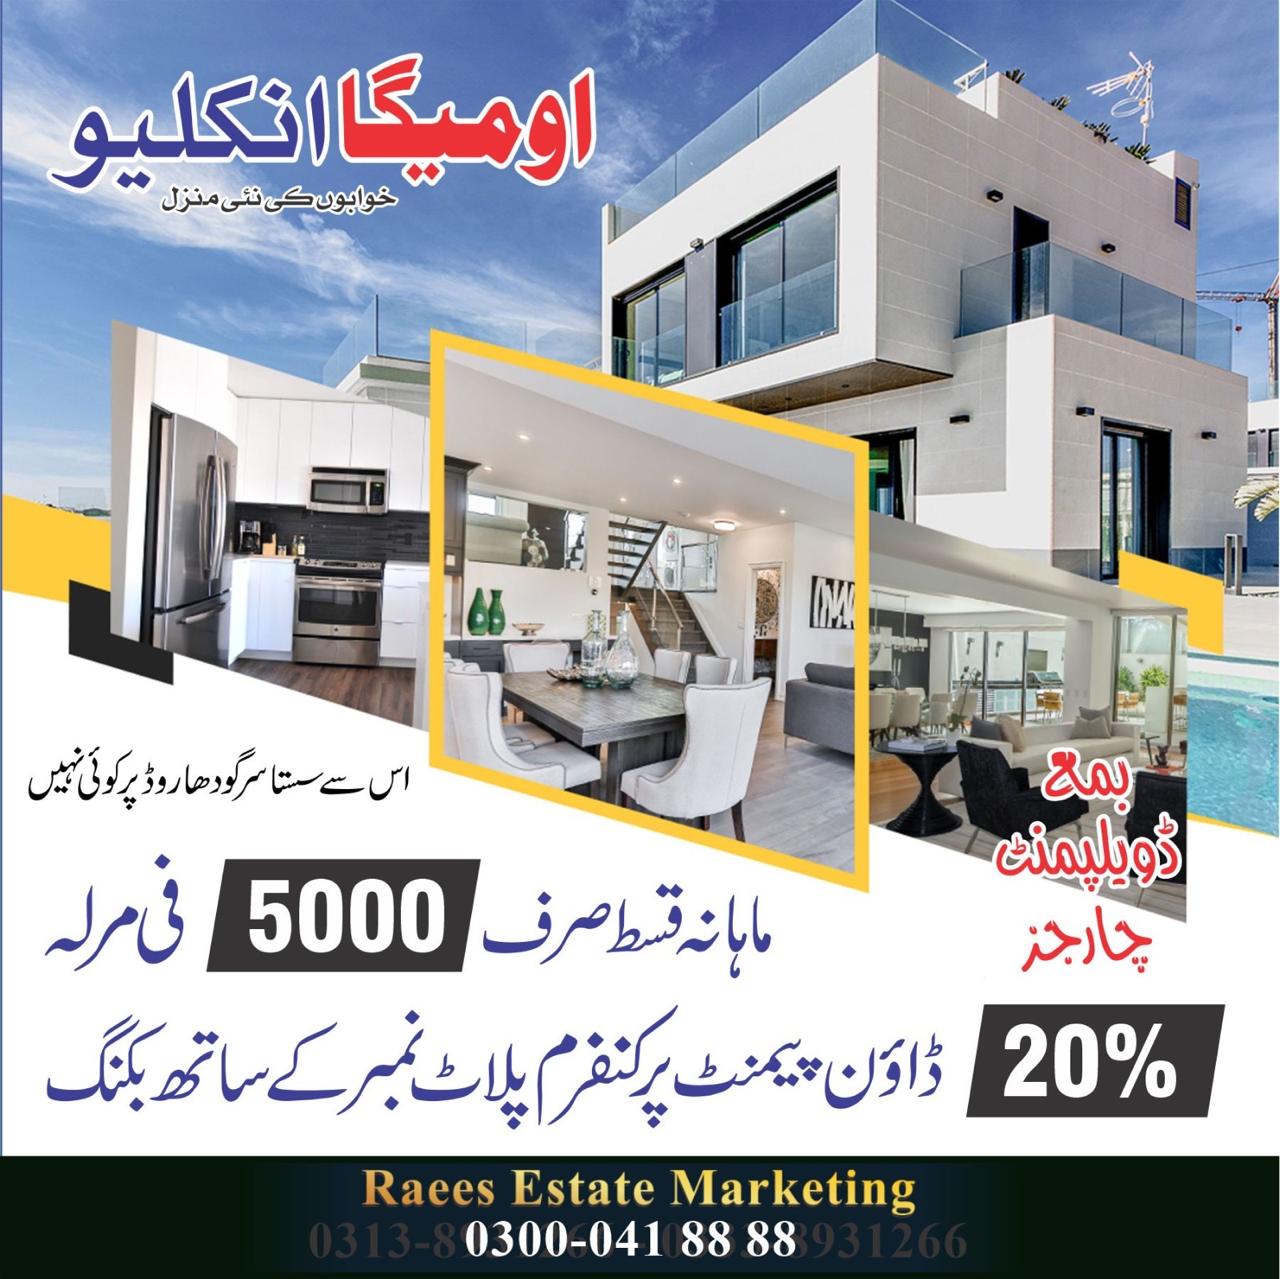 اومیگا انکلیو
خوابوں کی نئی منزل
اس سے سستا سرگودھا روڈ پر کوئی نہیں
بمع
ڈویلپمنٹ
چارجز
ماہانہ قسط صرف 5000 فی مرلہ
20% ڈاؤن پیمنٹ پر کنفرم پلاٹ نمبر کے ساتھ بکنگ
Raees Estate Marketing
0300-041 88 88